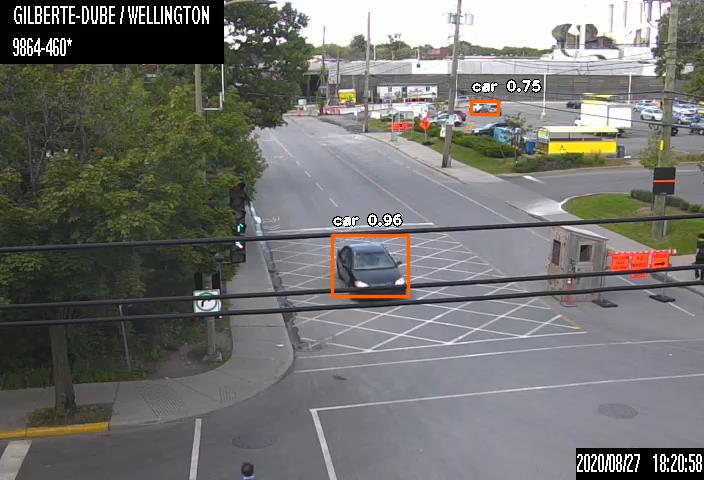 GILBERTE-DUBE / WELLINGTON
9864-460*
car 0.75
car 0.96
2020/08/27 18:20:58